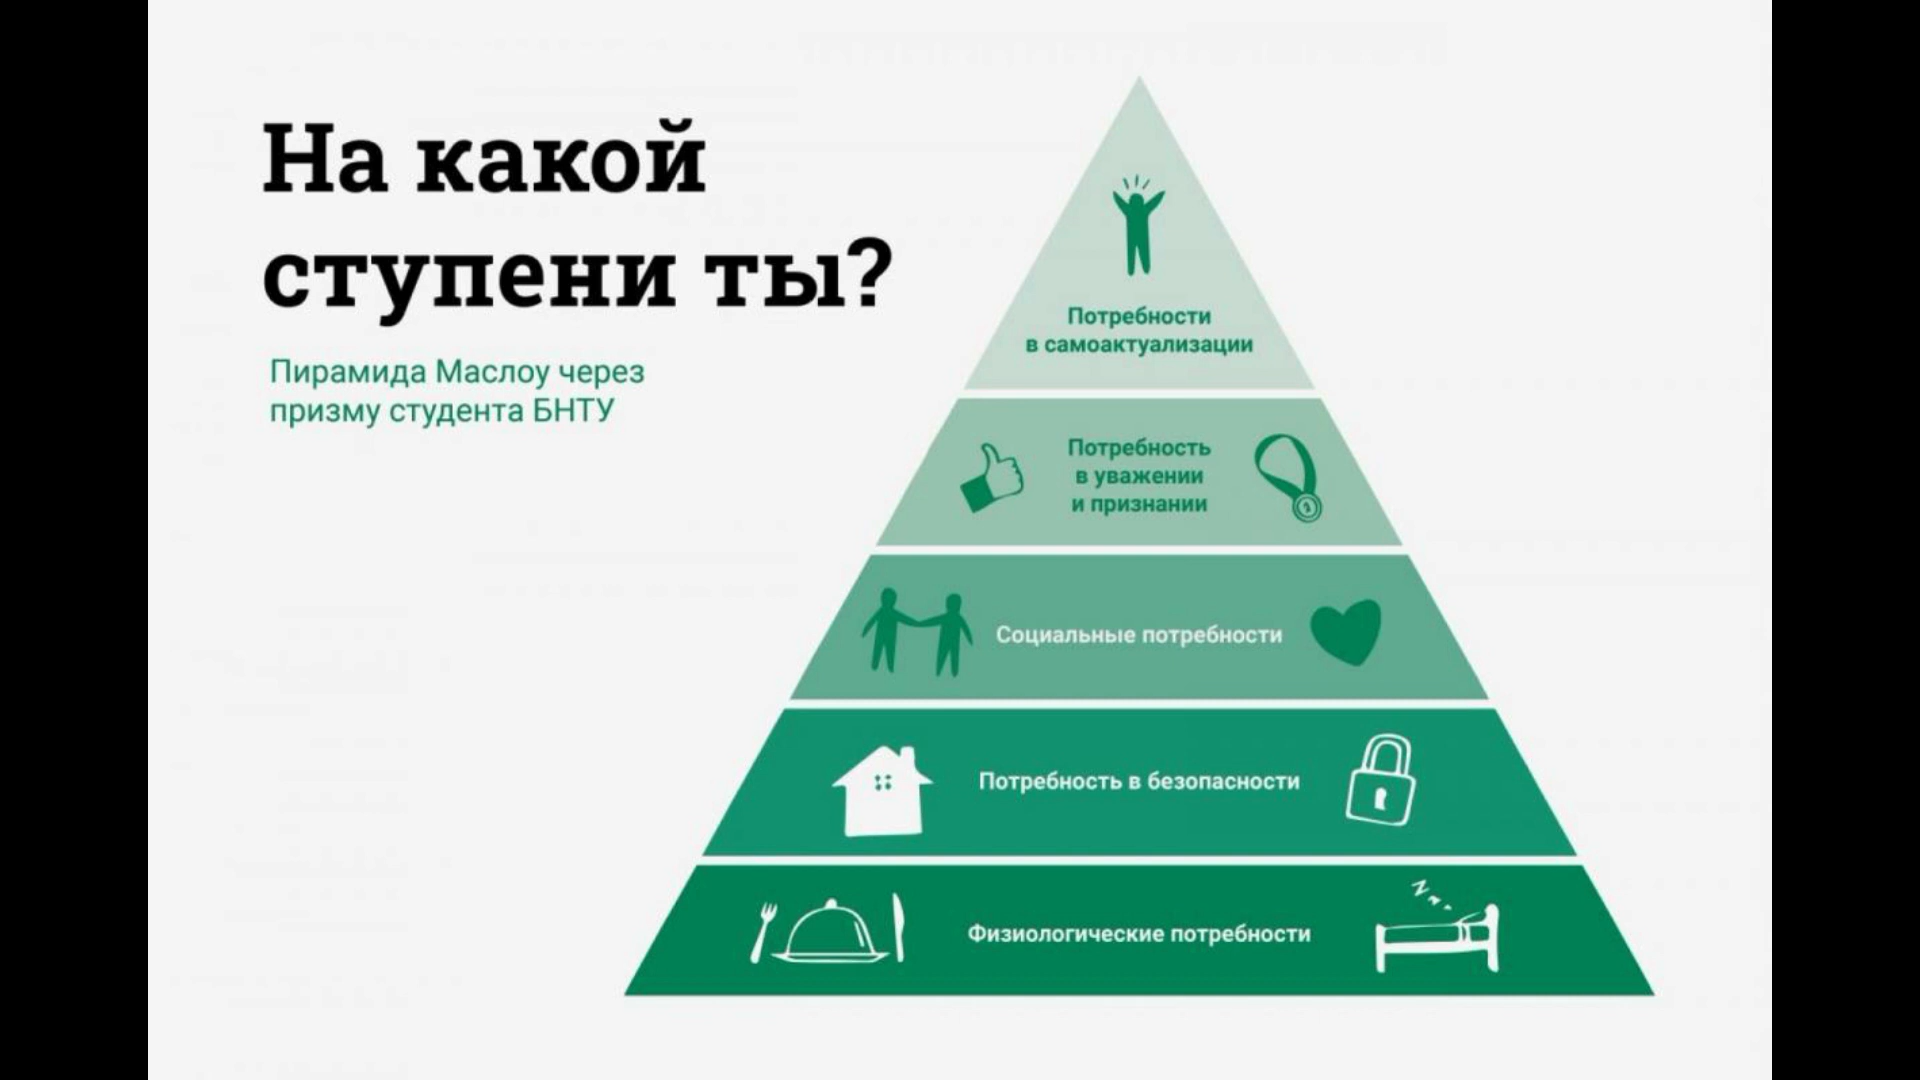 На какой
ступени ты?
Пирамида Маслоу через
призму студента БНТУ
Потребности
в самоактуализации
Потребность
в уважении
и признании
Социальные потребности
Потребность в безопасности
Физиологические потребности